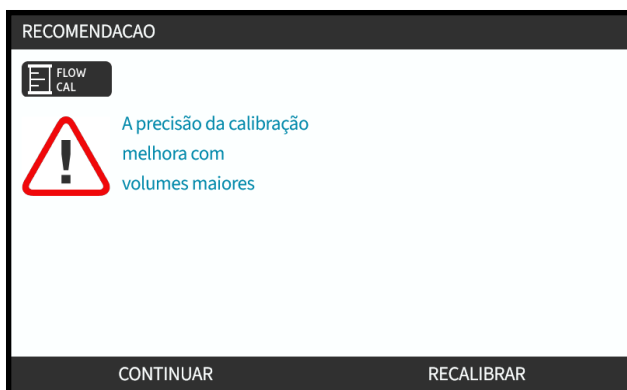 RECOMENDACAO
FLOW
CAL
A precisão da calibração
melhora com
volumes maiores
CONTINUAR
RECALIBRAR